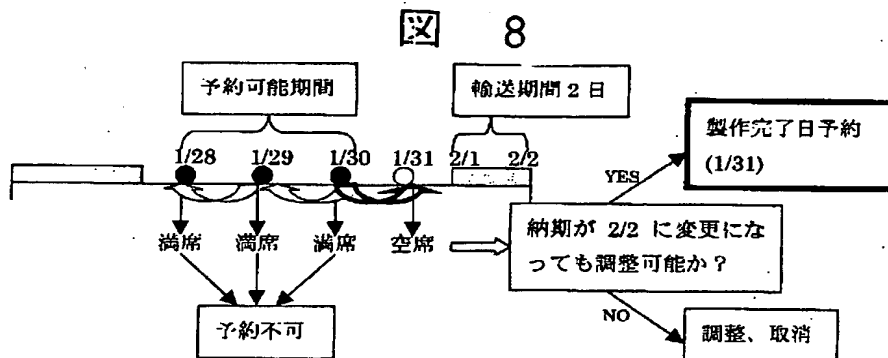 図 8
予約可能期間
輸送期間 2 日
製作完了日予約
(1/31)
1/28 1/29 1/30 1/31 2/1 2/2
YES
満席 満席 満席 空席
納期が 2/2 に変更にな
っても調整可能か？
予約不可
NO
調整、取消